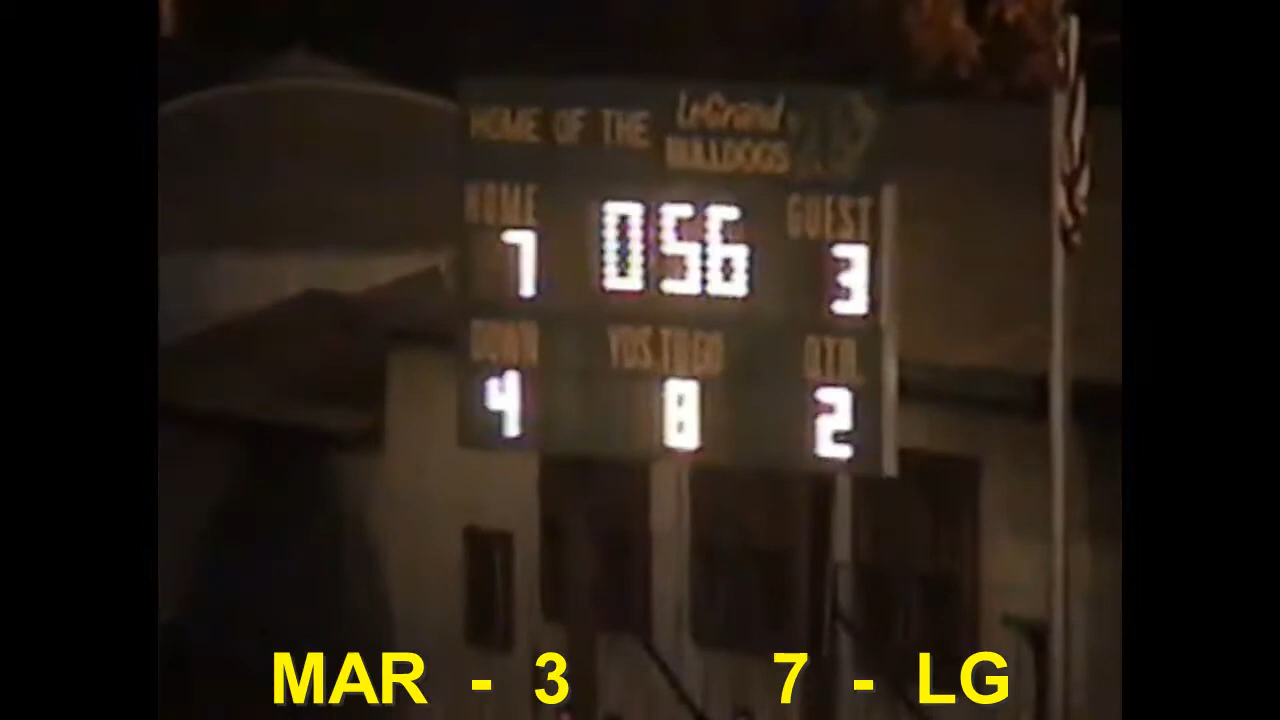 HOME OF THE LeGrand BULLDOGS
HOME 056 GUEST
7 3
DOWN YDS TO GO QTR.
4 8 2
MAR - 3 7 - LG